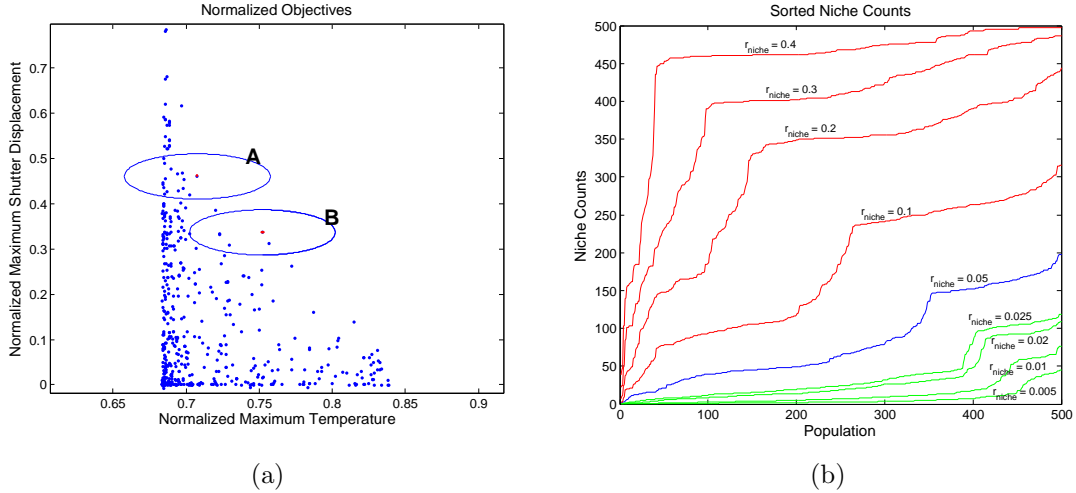 Normalized Objectives
Normalized Maximum Shutter Displacement
0.7
0.6
0.5
0.4
0.3
0.2
0.1
0
A
B
0.65
0.7
0.75
0.8
0.85
0.9
Normalized Maximum Temperature
(a)
Sorted Niche Counts
Niche Counts
500
450
400
350
300
250
200
150
100
50
0
r_niche = 0.4
r_niche = 0.3
r_niche = 0.2
r_niche = 0.1
r_niche = 0.05
r_niche = 0.025
r_niche = 0.02
r_niche = 0.01
r_niche = 0.005
0
100
200
300
400
500
Population
(b)